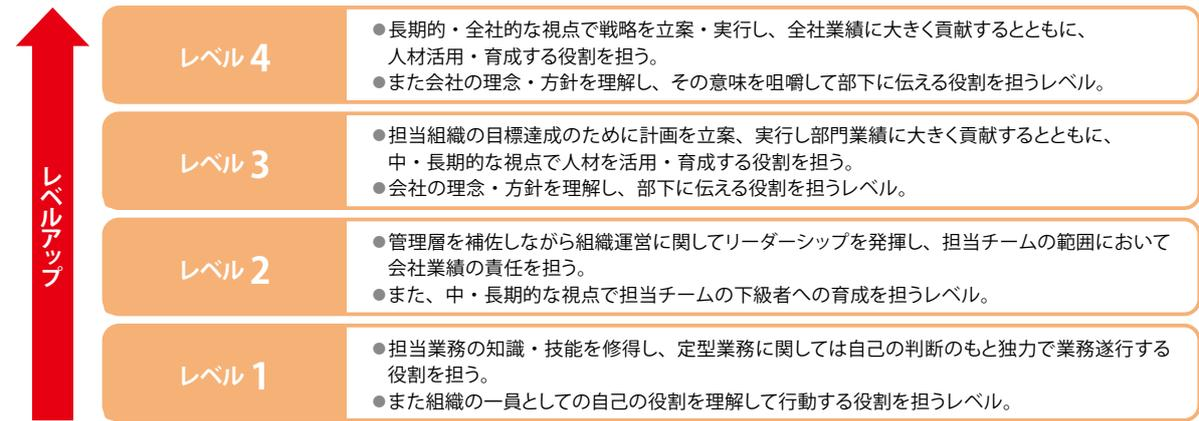 レベルアップ
レベル 4
●長期的・全社的な視点で戦略を立案・実行し、全社業績に大きく貢献するとともに、
人材活用・育成する役割を担う。
●また会社の理念・方針を理解し、その意味を咀嚼して部下に伝える役割を担うレベル。
レベル 3
●担当組織の目標達成のために計画を立案、実行し部門業績に大きく貢献するとともに、
中・長期的な視点で人材を活用・育成する役割を担う。
●会社の理念・方針を理解し、部下に伝える役割を担うレベル。
レベル 2
●管理層を補佐しながら組織運営に関してリーダーシップを発揮し、担当チームの範囲において
会社業績の責任を担う。
●また、中・長期的な視点で担当チームの下級者への育成を担うレベル。
レベル 1
●担当業務の知識・技能を修得し、定型業務に関しては自己の判断のもと独力で業務遂行する
役割を担う。
●また組織の一員としての自己の役割を理解して行動する役割を担うレベル。